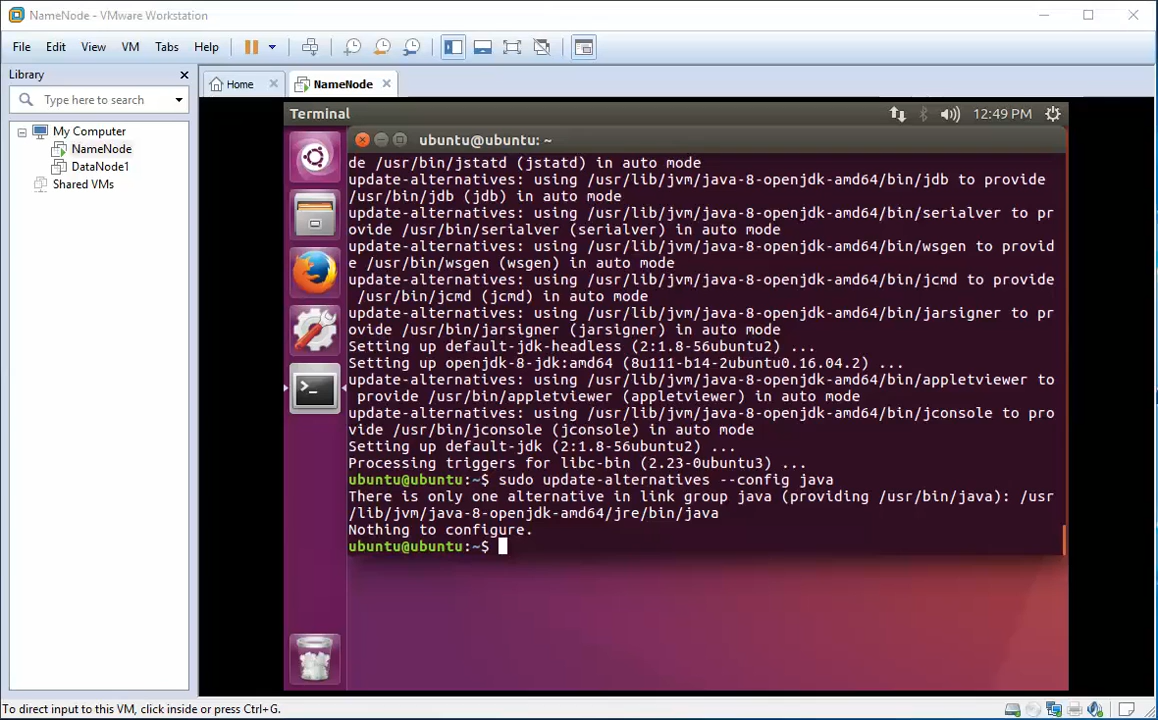 NameNode - VMware Workstation
File Edit View VM Tabs Help
Library
Type here to search
My Computer
NameNode
DataNode1
Shared VMs
Home
NameNode
Terminal
12:49 PM
ubuntu@ubuntu: ~
de /usr/bin/jstatd (jstatd) in auto mode
update-alternatives: using /usr/lib/jvm/java-8-openjdk-amd64/bin/jdb to provide
/usr/bin/jdb (jdb) in auto mode
update-alternatives: using /usr/lib/jvm/java-8-openjdk-amd64/bin/serialver to pr
ovide /usr/bin/serialver (serialver) in auto mode
update-alternatives: using /usr/lib/jvm/java-8-openjdk-amd64/bin/wsgen to provid
e /usr/bin/wsgen (wsgen) in auto mode
update-alternatives: using /usr/lib/jvm/java-8-openjdk-amd64/bin/jcmd to provide
/usr/bin/jcmd (jcmd) in auto mode
update-alternatives: using /usr/lib/jvm/java-8-openjdk-amd64/bin/jarsigner to pr
ovide /usr/bin/jarsigner (jarsigner) in auto mode
Setting up default-jdk-headless (2:1.8-56ubuntu2) ...
Setting up openjdk-8-jdk:amd64 (8u111-b14-2ubuntu0.16.04.2) ...
update-alternatives: using /usr/lib/jvm/java-8-openjdk-amd64/bin/appletviewer to
provide /usr/bin/appletviewer (appletviewer) in auto mode
update-alternatives: using /usr/lib/jvm/java-8-openjdk-amd64/bin/jconsole to pro
vide /usr/bin/jconsole (jconsole) in auto mode
Setting up default-jdk (2:1.8-56ubuntu2) ...
Processing triggers for libc-bin (2.23-0ubuntu3) ...
ubuntu@ubuntu:~$ sudo update-alternatives --config java
There is only one alternative in link group java (providing /usr/bin/java): /usr
/lib/jvm/java-8-openjdk-amd64/jre/bin/java
Nothing to configure.
ubuntu@ubuntu:~$
To direct input to this VM, click inside or press Ctrl+G.